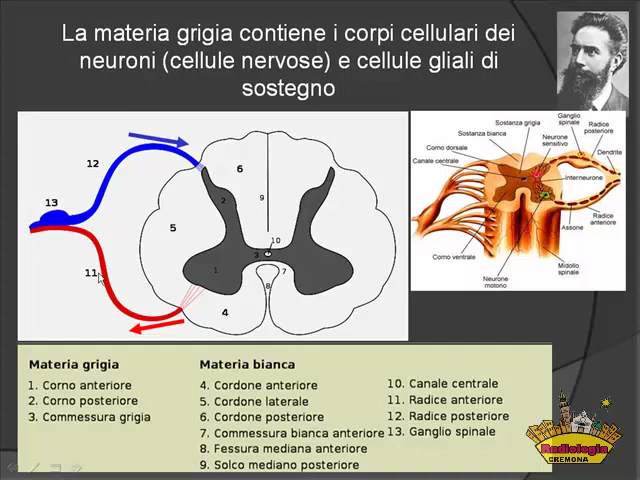 La materia grigia contiene i corpi cellulari dei
neuroni (cellule nervose) e cellule gliali di
sostegno
12
13
11
6
2
9
5
10
3
1
7
8
4
Sostanza grigia
Sostanza bianca
Corno dorsale
Canale centrale
Ganglio
spinale
Radice
posteriore
Neurone
sensitivo
Dendrite
Interneurone
Radice
anteriore
Assone
Corno ventrale
Midollo
spinale
Neurone
motorio
Materia grigia
1. Corno anteriore
2. Corno posteriore
3. Commessura grigia
Materia bianca
4. Cordone anteriore
5. Cordone laterale
6. Cordone posteriore
7. Commessura bianca anteriore
8. Fessura mediana anteriore
9. Solco mediano posteriore
10. Canale centrale
11. Radice anteriore
12. Radice posteriore
13. Ganglio spinale
Radiologia
CREMONA